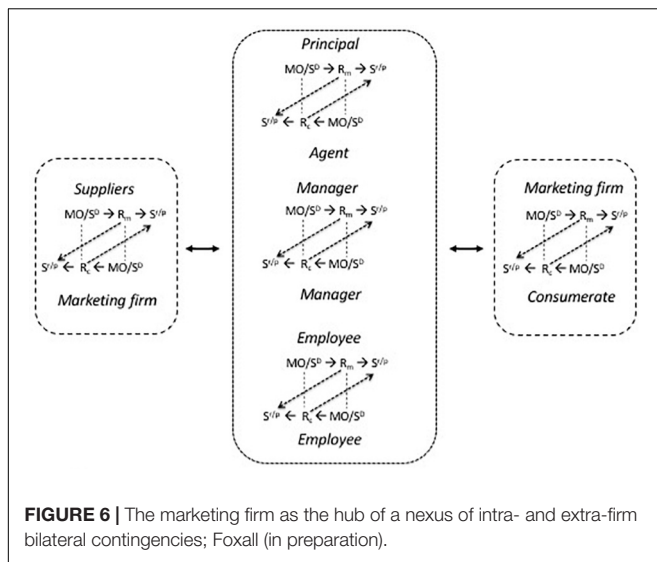 Suppliers
MO/Sᴰ → Rₘ → Sʳ/ᵖ
Sʳ/ᵖ ← R꜀ ← MO/Sᴰ
Marketing firm
Principal
MO/Sᴰ → Rₘ → Sʳ/ᵖ
Sʳ/ᵖ ← R꜀ ← MO/Sᴰ
Agent
Manager
MO/Sᴰ → Rₘ → Sʳ/ᵖ
Sʳ/ᵖ ← R꜀ ← MO/Sᴰ
Manager
Employee
MO/Sᴰ → Rₘ → Sʳ/ᵖ
Sʳ/ᵖ ← R꜀ ← MO/Sᴰ
Employee
Marketing firm
MO/Sᴰ → Rₘ → Sʳ/ᵖ
Sʳ/ᵖ ← R꜀ ← MO/Sᴰ
Consumerate
FIGURE 6 | The marketing firm as the hub of a nexus of intra- and extra-firm
bilateral contingencies; Foxall (in preparation).